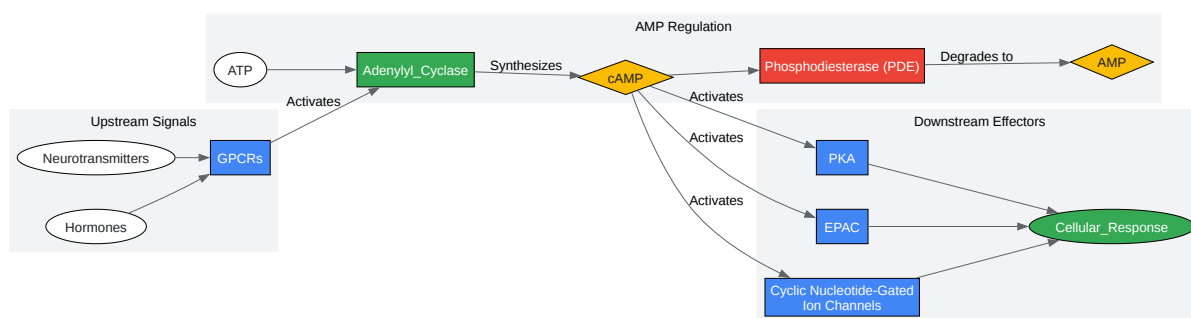 AMP Regulation
ATP
Adenylyl_Cyclase
Synthesizes
cAMP
Phosphodiesterase (PDE)
Degrades to
AMP
Activates
Upstream Signals
Neurotransmitters
GPCRs
Hormones
Activates
Activates
Activates
Downstream Effectors
PKA
EPAC
Cyclic Nucleotide-Gated
Ion Channels
Cellular_Response